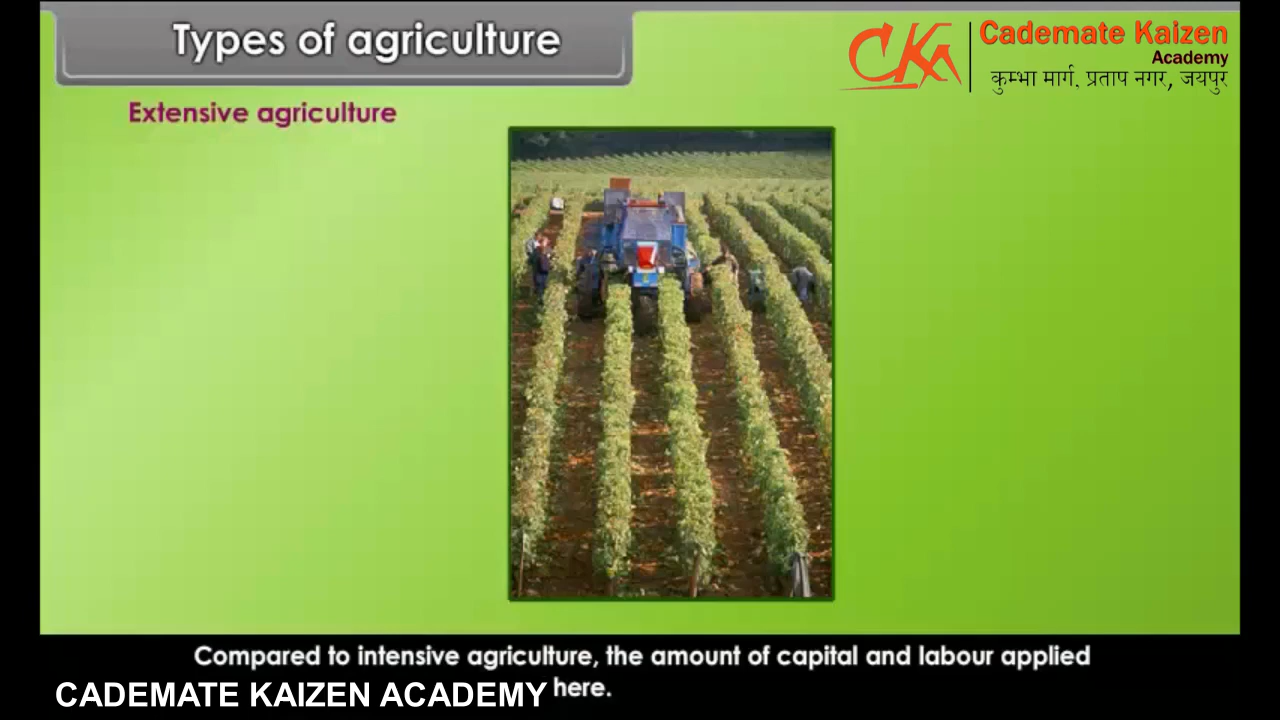 Types of agriculture
CKA
Cademate Kaizen
Academy
कुम्भा मार्ग, प्रताप नगर, जयपुर
Extensive agriculture
Compared to intensive agriculture, the amount of capital and labour applied
here.
CADEMATE KAIZEN ACADEMY